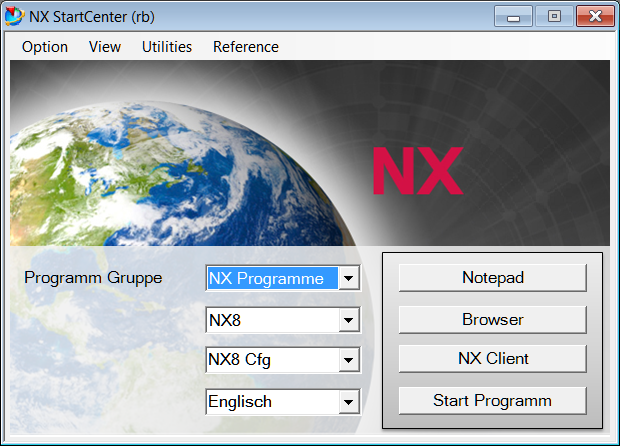 NX StartCenter (rb)
Option View Utilities Reference
NX
Programm Gruppe NX Programme Notepad
NX8 Browser
NX8 Cfg NX Client
Englisch Start Programm